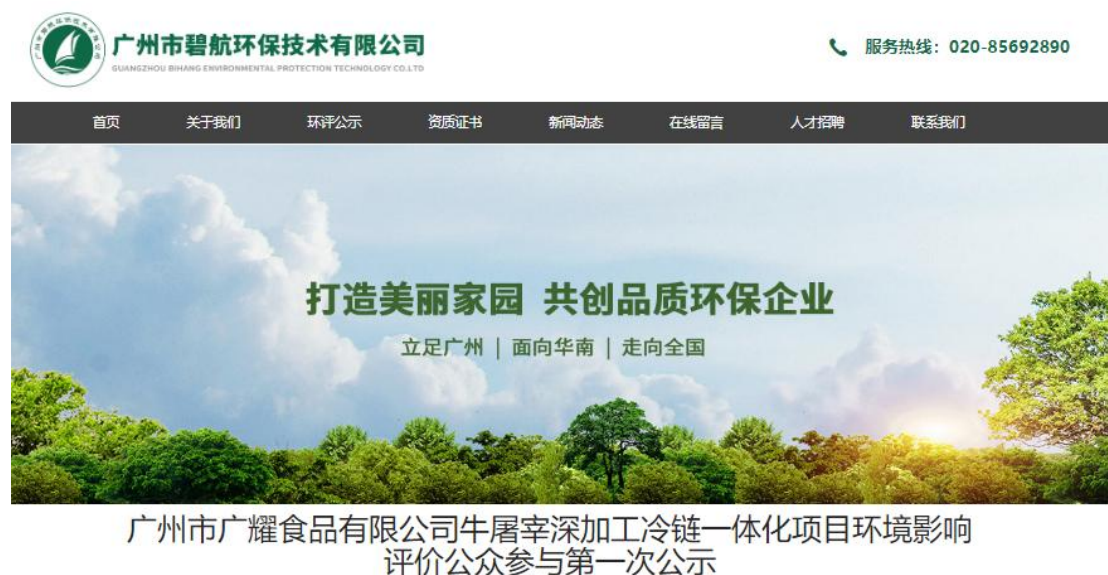 广州市碧航环保技术有限公司
GUANGZHOU BIHANG ENVIRONMENTAL PROTECTION TECHNOLOGY CO.LTD
服务热线：020-85692890
首页 关于我们 环评公示 资质证书 新闻动态 在线留言 人才招聘 联系我们
打造美丽家园 共创品质环保企业
立足广州 | 面向华南 | 走向全国
广州市广耀食品有限公司牛屠宰深加工冷链一体化项目环境影响
评价公众参与第一次公示